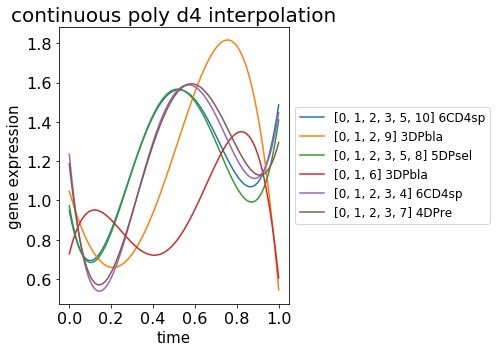 continuous poly d4 interpolation
gene expression
1.8
1.6
1.4
1.2
1.0
0.8
0.6
0.0 0.2 0.4 0.6 0.8 1.0
time
[0, 1, 2, 3, 5, 10] 6CD4sp
[0, 1, 2, 9] 3DPbla
[0, 1, 2, 3, 5, 8] 5DPsel
[0, 1, 6] 3DPbla
[0, 1, 2, 3, 4] 6CD4sp
[0, 1, 2, 3, 7] 4DPre